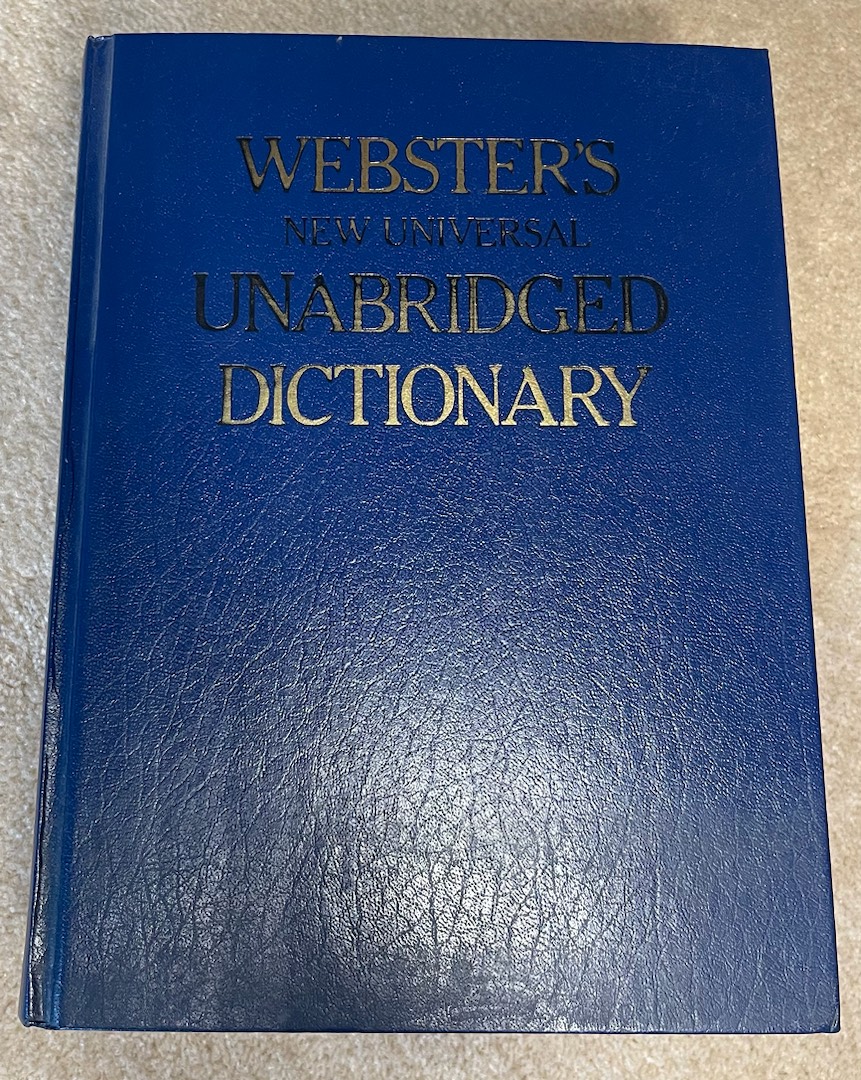 WEBSTER'S
NEW UNIVERSAL
UNABRIDGED
DICTIONARY